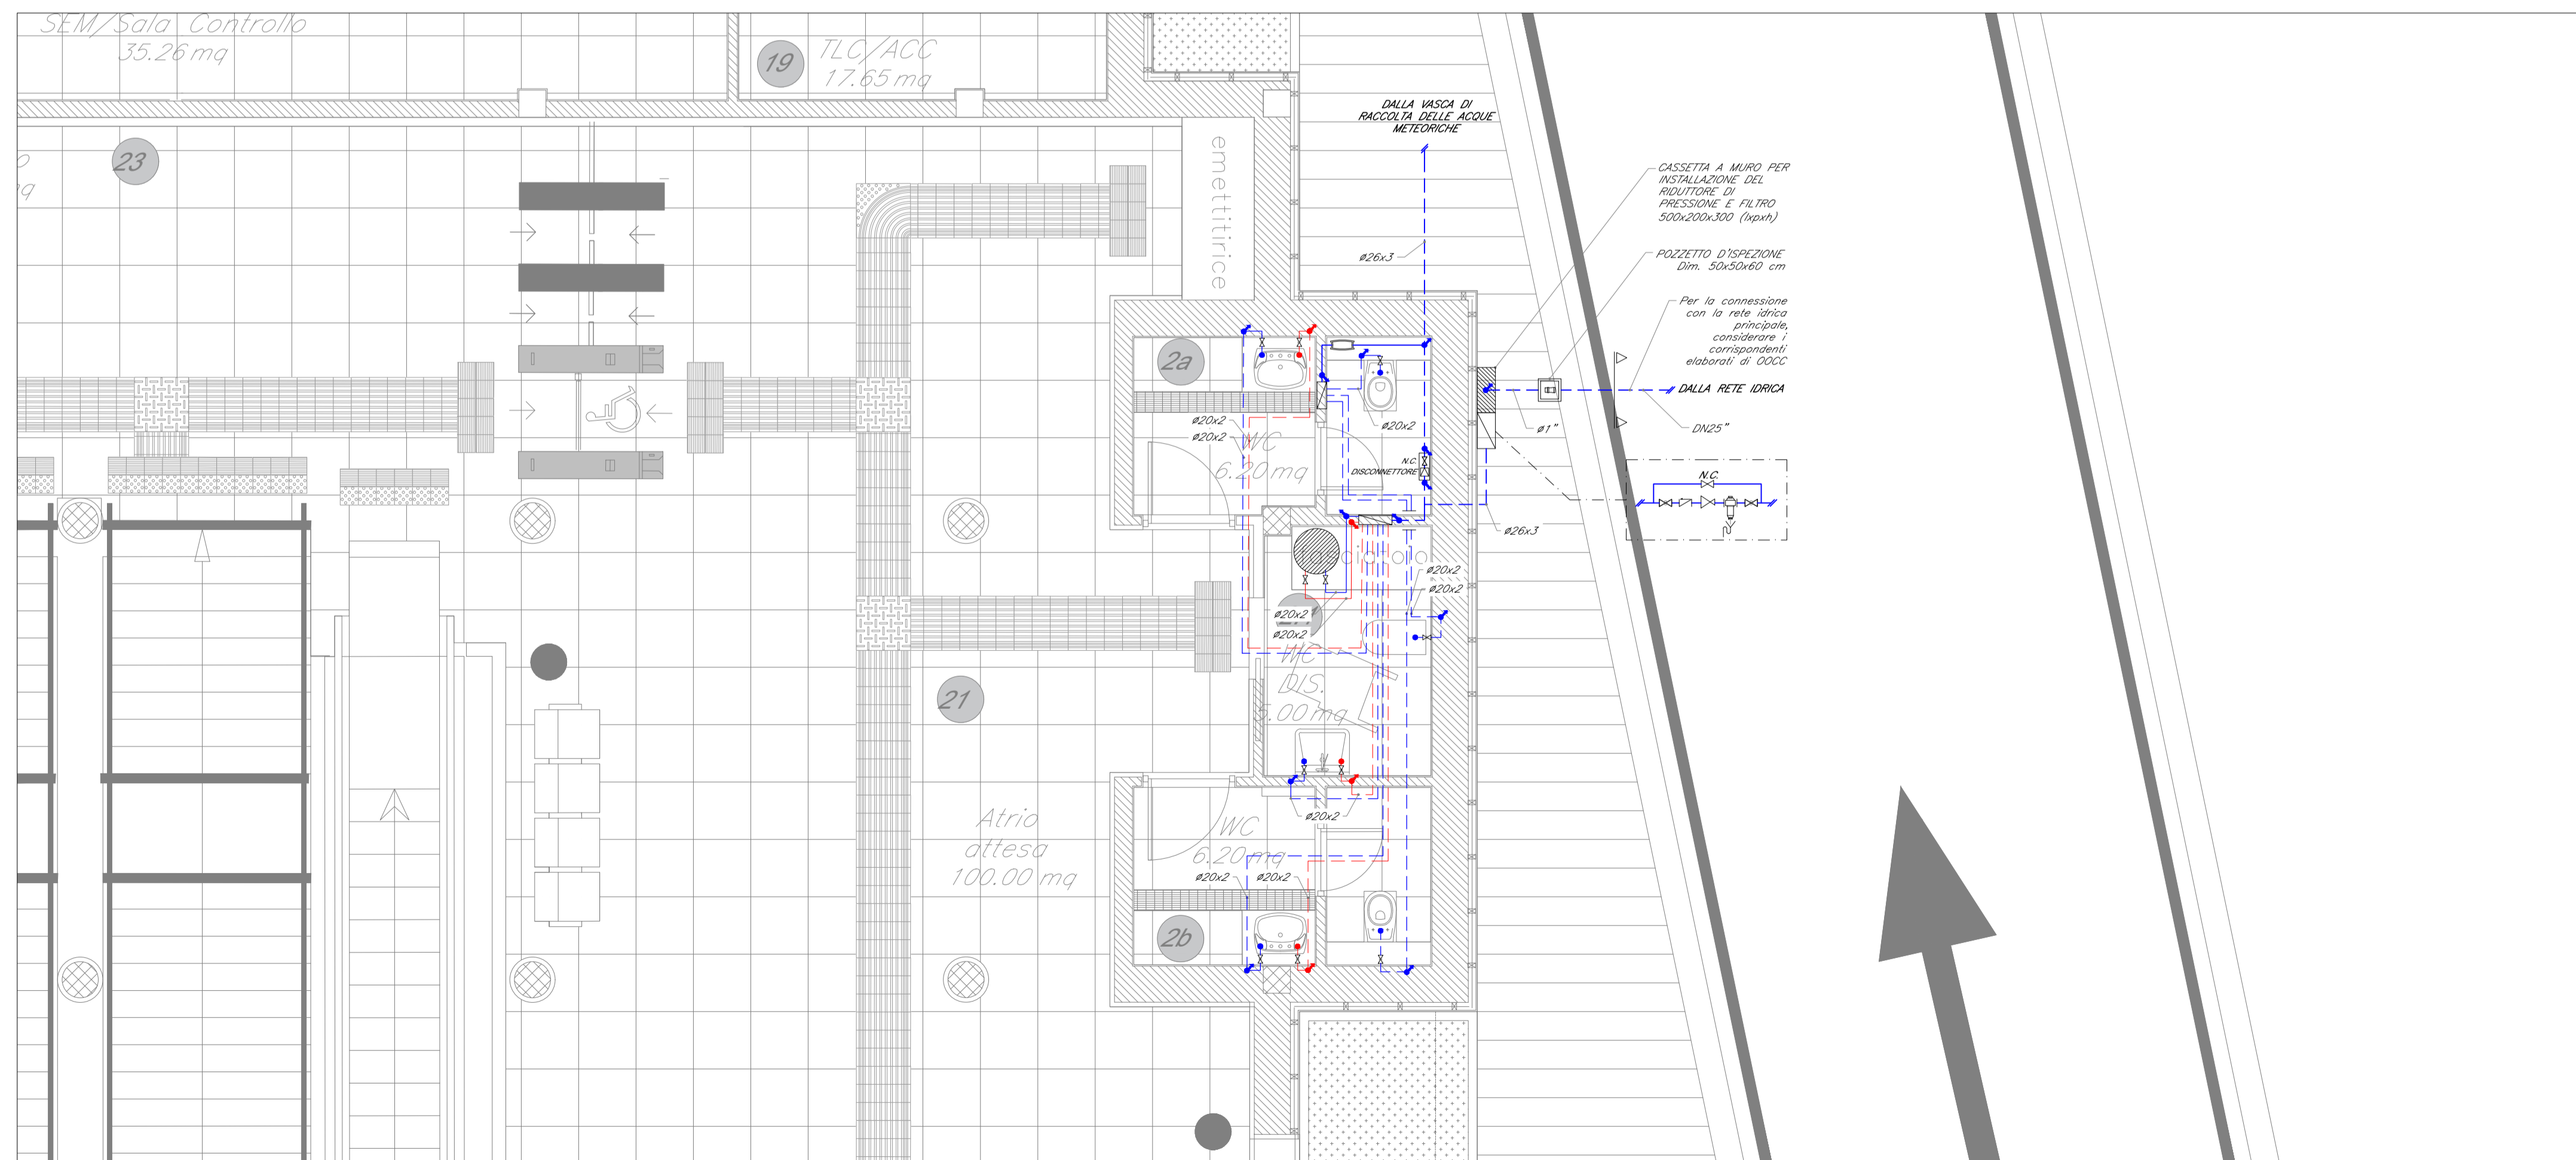 SEM/Sala Controllo
35.26 mq
19
TLC/ACC
17.65 mq
23
emettitirice
DALLA VASCA DI
RACCOLTA DELLE ACQUE
METEORICHE
ø26x3
CASSETTA A MURO PER
INSTALLAZIONE DEL
RIDUTTORE DI
PRESSIONE E FILTRO
500x200x300 (lxpxh)
POZZETTO D'ISPEZIONE
Dim. 50x50x60 cm
Per la connessione
con la rete idrica
principale,
considerare i
corrispondenti
elaborati di OOCC
DALLA RETE IDRICA
ø1"
DN25"
2a
ø20x2
ø20x2
WC
6.20 mq
ø20x2
N.C.
DISCONNETTORE
N.C.
ø26x3
ø20x2
ø20x2
ø20x2
ø20x2
WC
DIS.
5.00 mq
21
Atrio
attesa
100.00 mq
ø20x2
WC
6.20 mq
ø20x2
ø20x2
2b